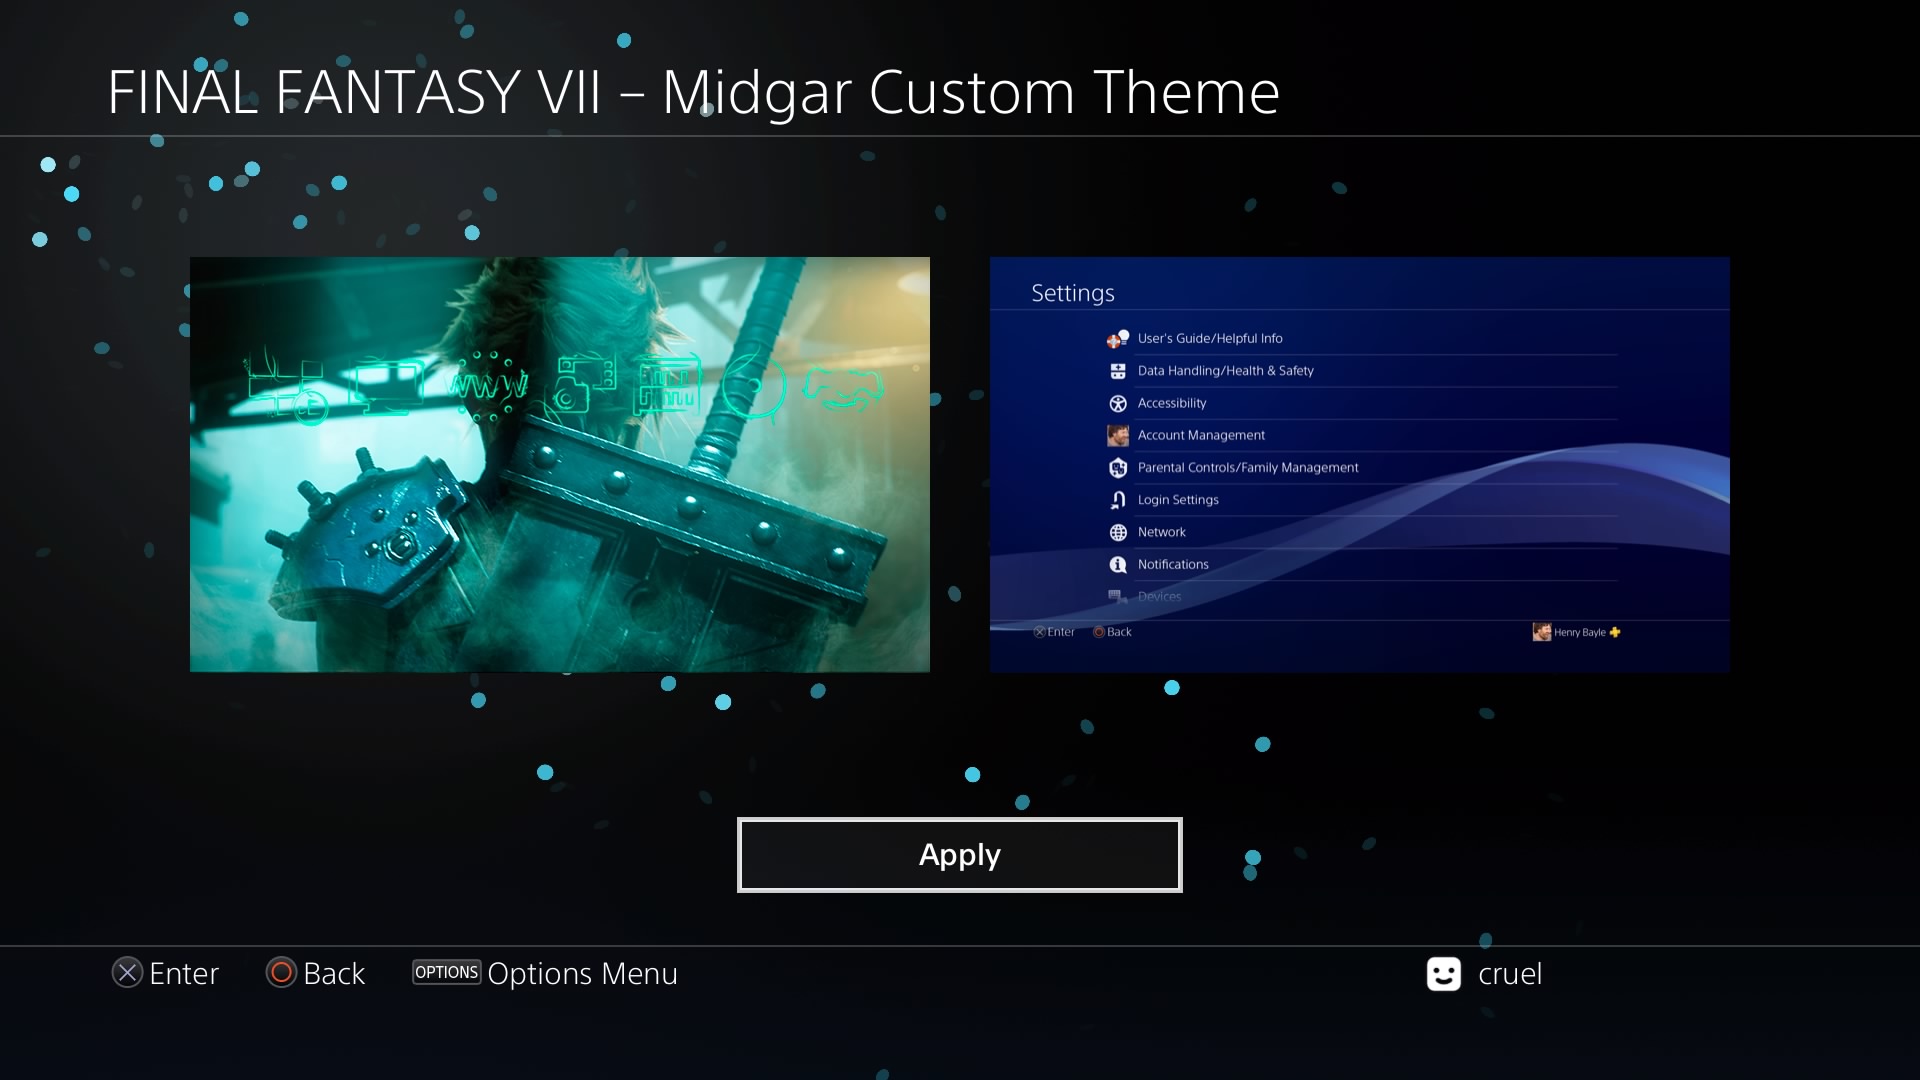 FINAL FANTASY VII – Midgar Custom Theme
www
Settings
User's Guide/Helpful Info
Data Handling/Health & Safety
Accessibility
Account Management
Parental Controls/Family Management
Login Settings
Network
Notifications
Devices
Enter Back Henry Bayle
Apply
Enter Back OPTIONS Options Menu cruel